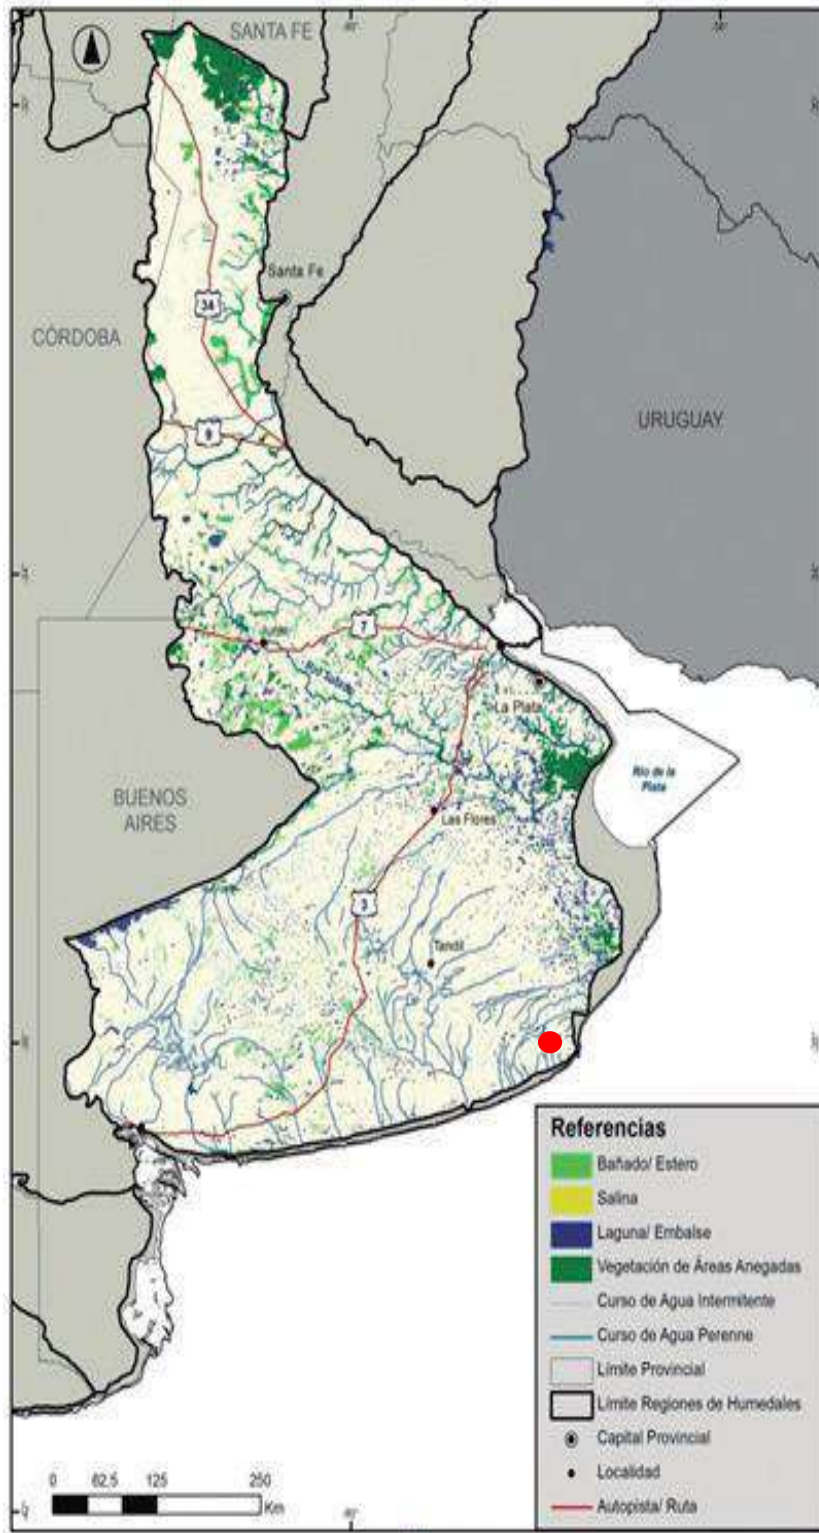 SANTA FE
Santa Fe
34
CÓRDOBA
URUGUAY
9
7
La Plata
Río de la
Plata
BUENOS
AIRES
Las Flores
3
Tandil
Referencias
Bañado/ Estero
Salina
Laguna/ Embalse
Vegetación de Áreas Anegadas
Curso de Agua Intermitente
Curso de Agua Perenne
Límite Provincial
Límite Regiones de Humedales
Capital Provincial
Localidad
Autopista/ Ruta
0 62.5 125 250
Km